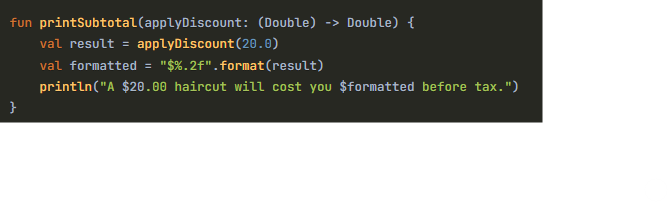 fun printSubtotal(applyDiscount: (Double) -> Double) {
    val result = applyDiscount(20.0)
    val formatted = "$%.2f".format(result)
    println("A $20.00 haircut will cost you $formatted before tax.")
}